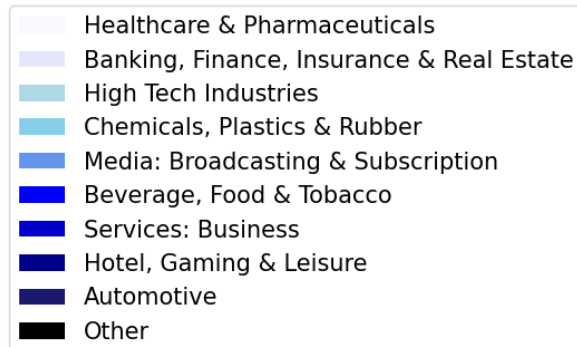 Healthcare & Pharmaceuticals
Banking, Finance, Insurance & Real Estate
High Tech Industries
Chemicals, Plastics & Rubber
Media: Broadcasting & Subscription
Beverage, Food & Tobacco
Services: Business
Hotel, Gaming & Leisure
Automotive
Other